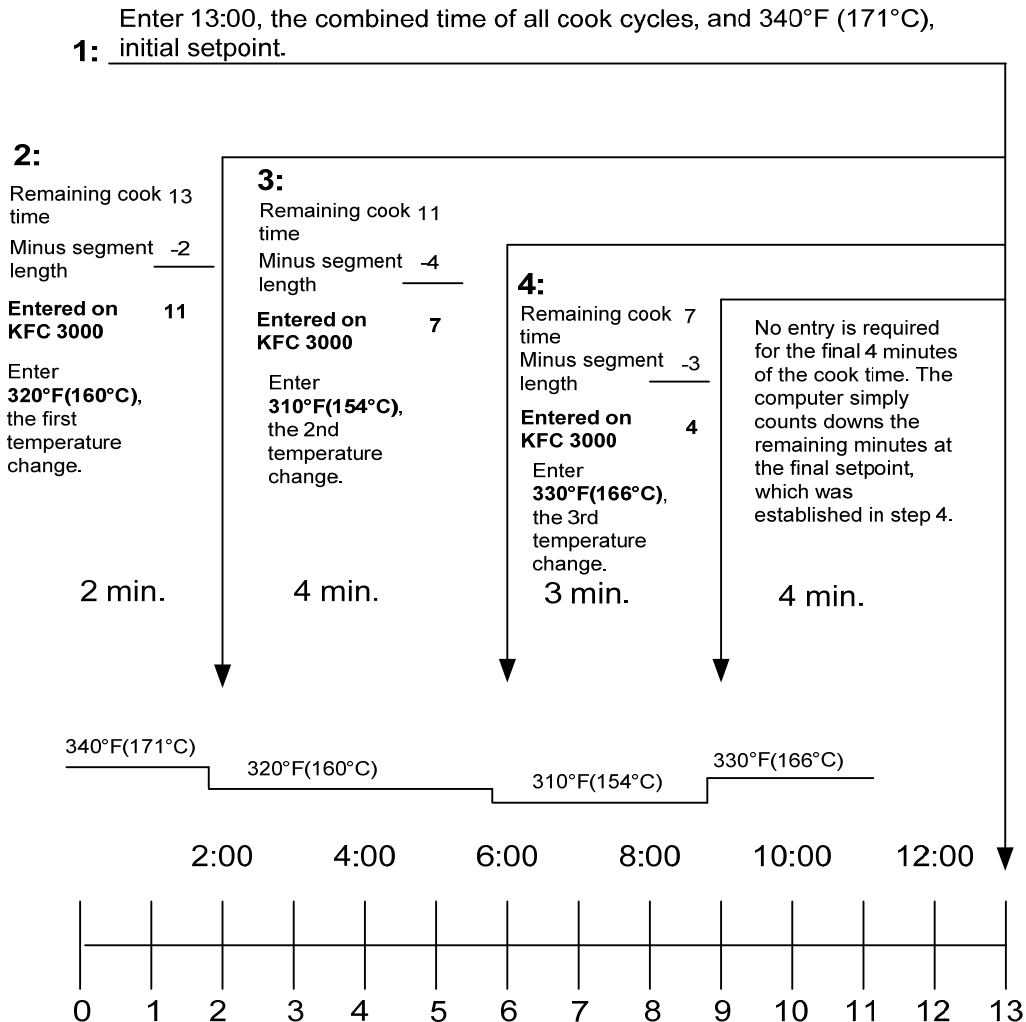 Enter 13:00, the combined time of all cook cycles, and 340°F (171°C),
1: initial setpoint.
2:
Remaining cook 13
time
Minus segment -2
length
Entered on 11
KFC 3000
Enter
320°F(160°C),
the first
temperature
change.
3:
Remaining cook 11
time
Minus segment -4
length
Entered on 7
KFC 3000
Enter
310°F(154°C),
the 2nd
temperature
change.
4:
Remaining cook 7
time
Minus segment -3
length
Entered on 4
KFC 3000
Enter
330°F(166°C),
the 3rd
temperature
change.
No entry is required
for the final 4 minutes
of the cook time. The
computer simply
counts downs the
remaining minutes at
the final setpoint,
which was
established in step 4.
2 min. 4 min. 3 min. 4 min.
340°F(171°C) 320°F(160°C) 310°F(154°C) 330°F(166°C)
2:00 4:00 6:00 8:00 10:00 12:00
0 1 2 3 4 5 6 7 8 9 10 11 12 13